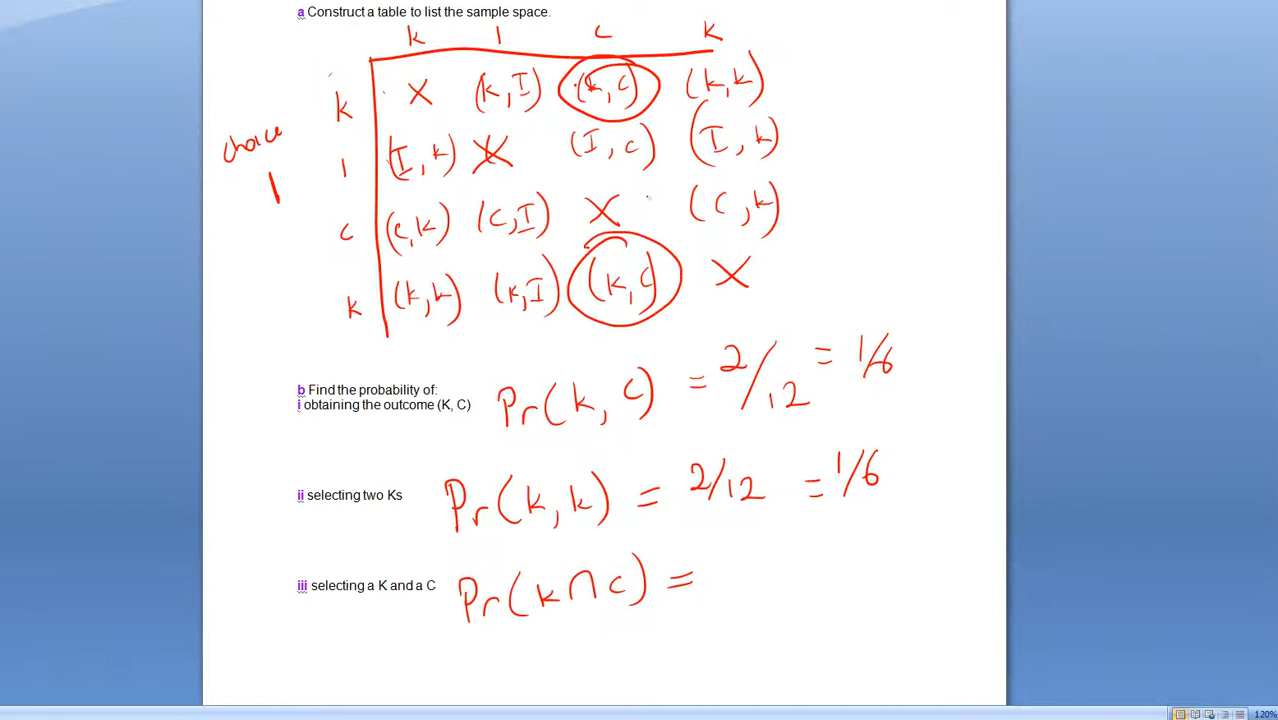 a Construct a table to list the sample space.
k I c K
k X (k, I) (k, c) (k, k)
choice
1
I (I, k) X (I, c) (I, k)
c (c, k) (c, I) X (c, k)
k (k, k) (k, I) (k, c) X
b Find the probability of:
i obtaining the outcome (K, C) Pr(k, c) = 2/12 = 1/6
ii selecting two Ks Pr(k, k) = 2/12 = 1/6
iii selecting a K and a C Pr(k ∩ c) =
120%